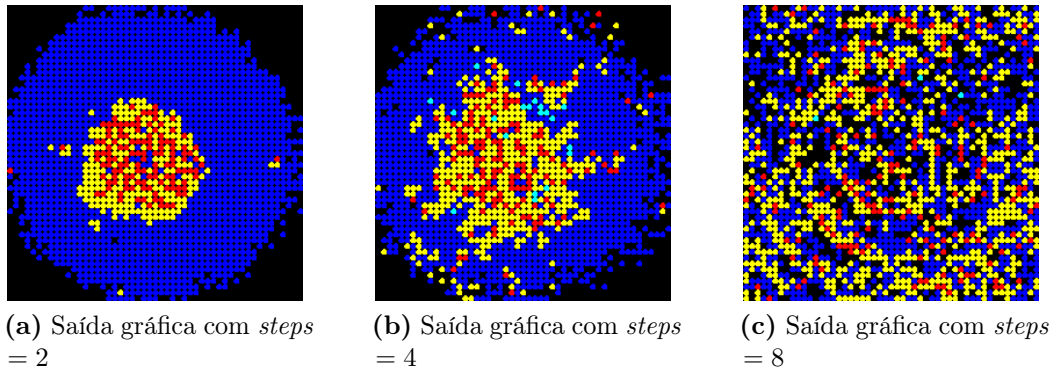 (a) Saída gráfica com steps
= 2
(b) Saída gráfica com steps
= 4
(c) Saída gráfica com steps
= 8